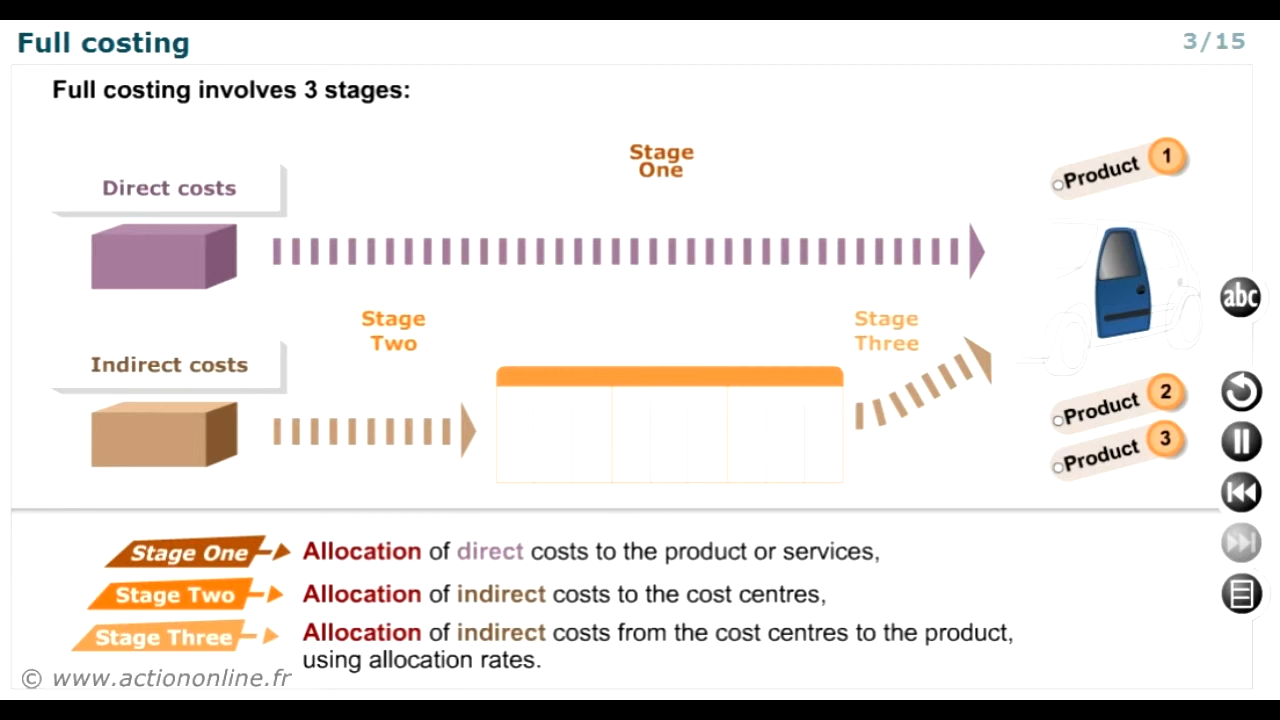 Full costing
3/15
Full costing involves 3 stages:
Stage
One
Product 1
Direct costs
Stage
Two
Stage
Three
Indirect costs
Product 2
Product 3
abc
Stage One Allocation of direct costs to the product or services,
Stage Two Allocation of indirect costs to the cost centres,
Stage Three Allocation of indirect costs from the cost centres to the product,
using allocation rates.
© www.actiononline.fr